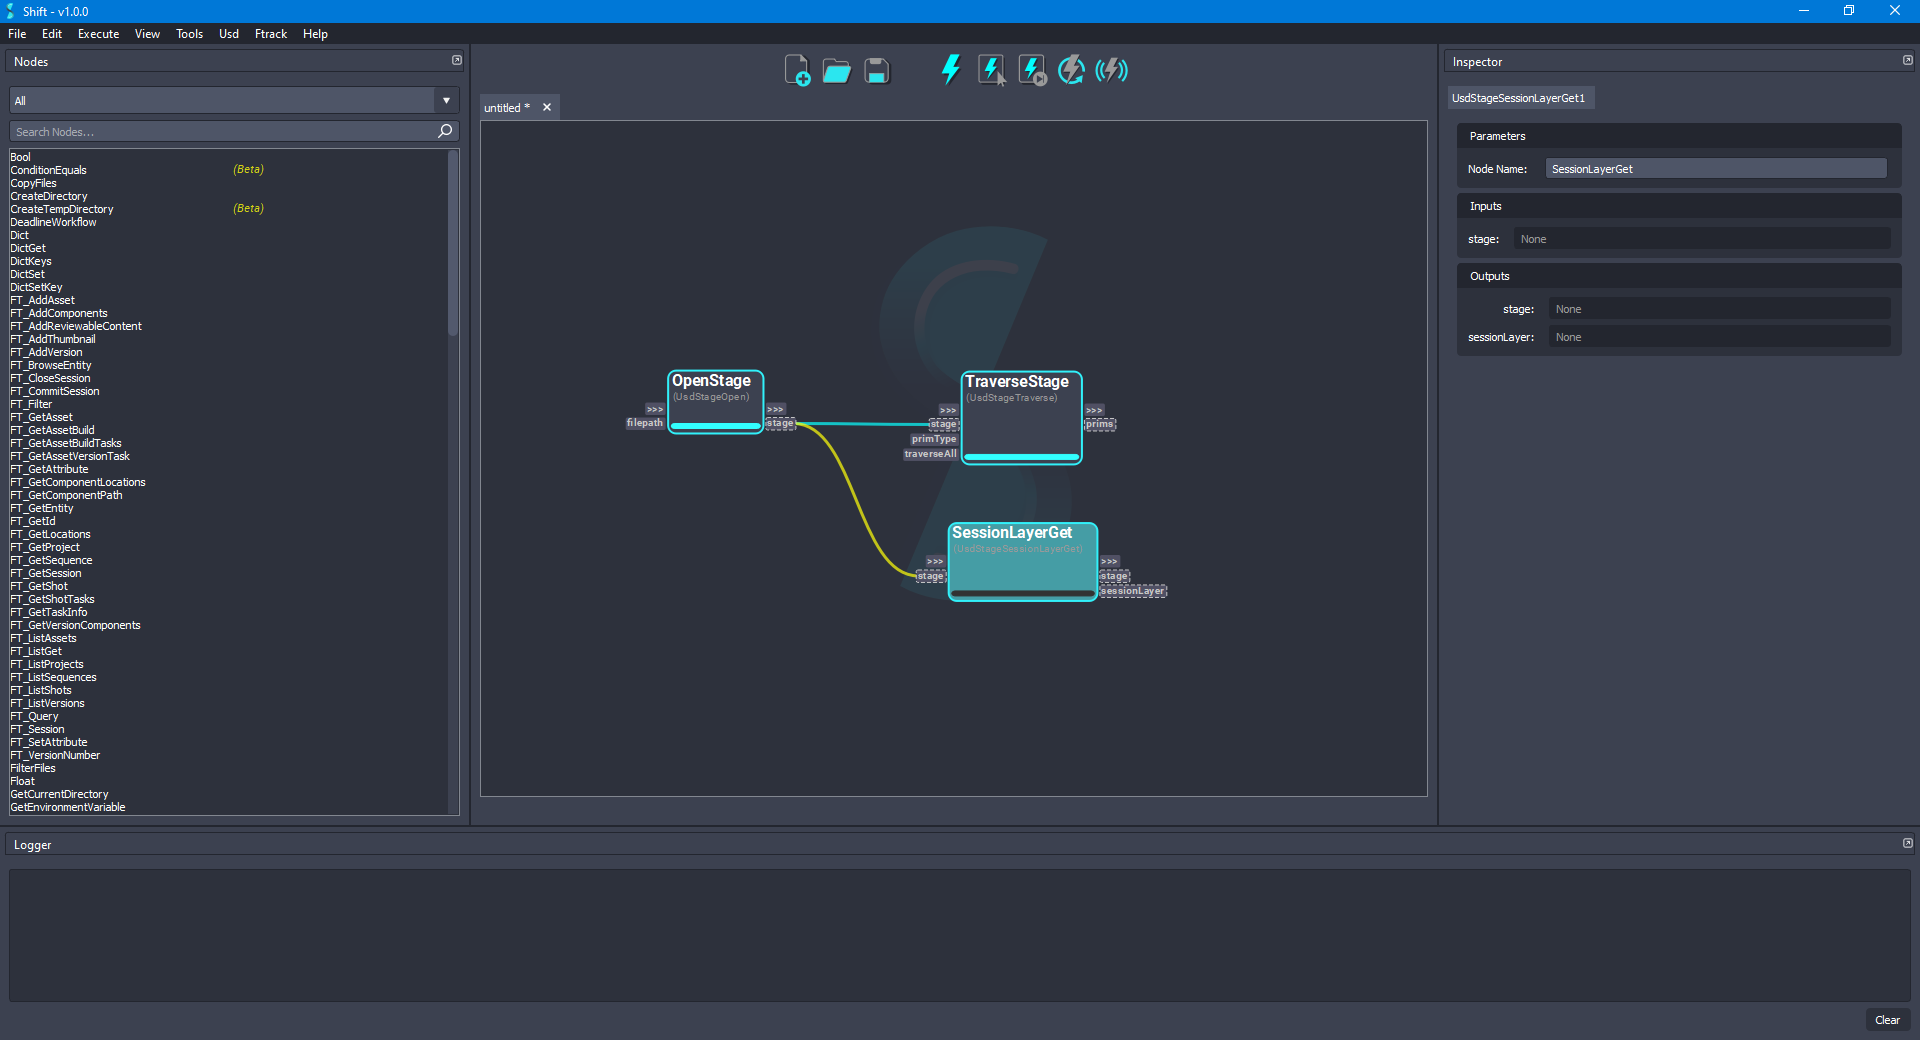 Shift - v1.0.0
File Edit Execute View Tools Usd Ftrack Help
Nodes
All
Search Nodes...
Bool
ConditionEquals (Beta)
CopyFiles
CreateDirectory
CreateTempDirectory (Beta)
DeadlineWorkflow
Dict
DictGet
DictKeys
DictSet
DictSetKey
FT_AddAsset
FT_AddComponents
FT_AddReviewableContent
FT_AddThumbnail
FT_AddVersion
FT_BrowseEntity
FT_CloseSession
FT_CommitSession
FT_Filter
FT_GetAsset
FT_GetAssetBuild
FT_GetAssetBuildTasks
FT_GetAssetVersionTask
FT_GetAttribute
FT_GetComponentLocations
FT_GetComponentPath
FT_GetEntity
FT_GetId
FT_GetLocations
FT_GetProject
FT_GetSequence
FT_GetSession
FT_GetShot
FT_GetShotTasks
FT_GetTaskInfo
FT_GetVersionComponents
FT_ListAssets
FT_ListGet
FT_ListProjects
FT_ListSequences
FT_ListShots
FT_ListVersions
FT_Query
FT_Session
FT_SetAttribute
FT_VersionNumber
FilterFiles
Float
GetCurrentDirectory
GetEnvironmentVariable
untitled *
OpenStage
(UsdStageOpen)
>>> >>>
filepath stage
TraverseStage
(UsdStageTraverse)
>>> >>>
stage prims
primType
traverseAll
SessionLayerGet
(UsdStageSessionLayerGet)
>>> >>>
stage stage
sessionLayer
Inspector
UsdStageSessionLayerGet1
Parameters
Node Name: SessionLayerGet
Inputs
stage: None
Outputs
stage: None
sessionLayer: None
Logger
Clear